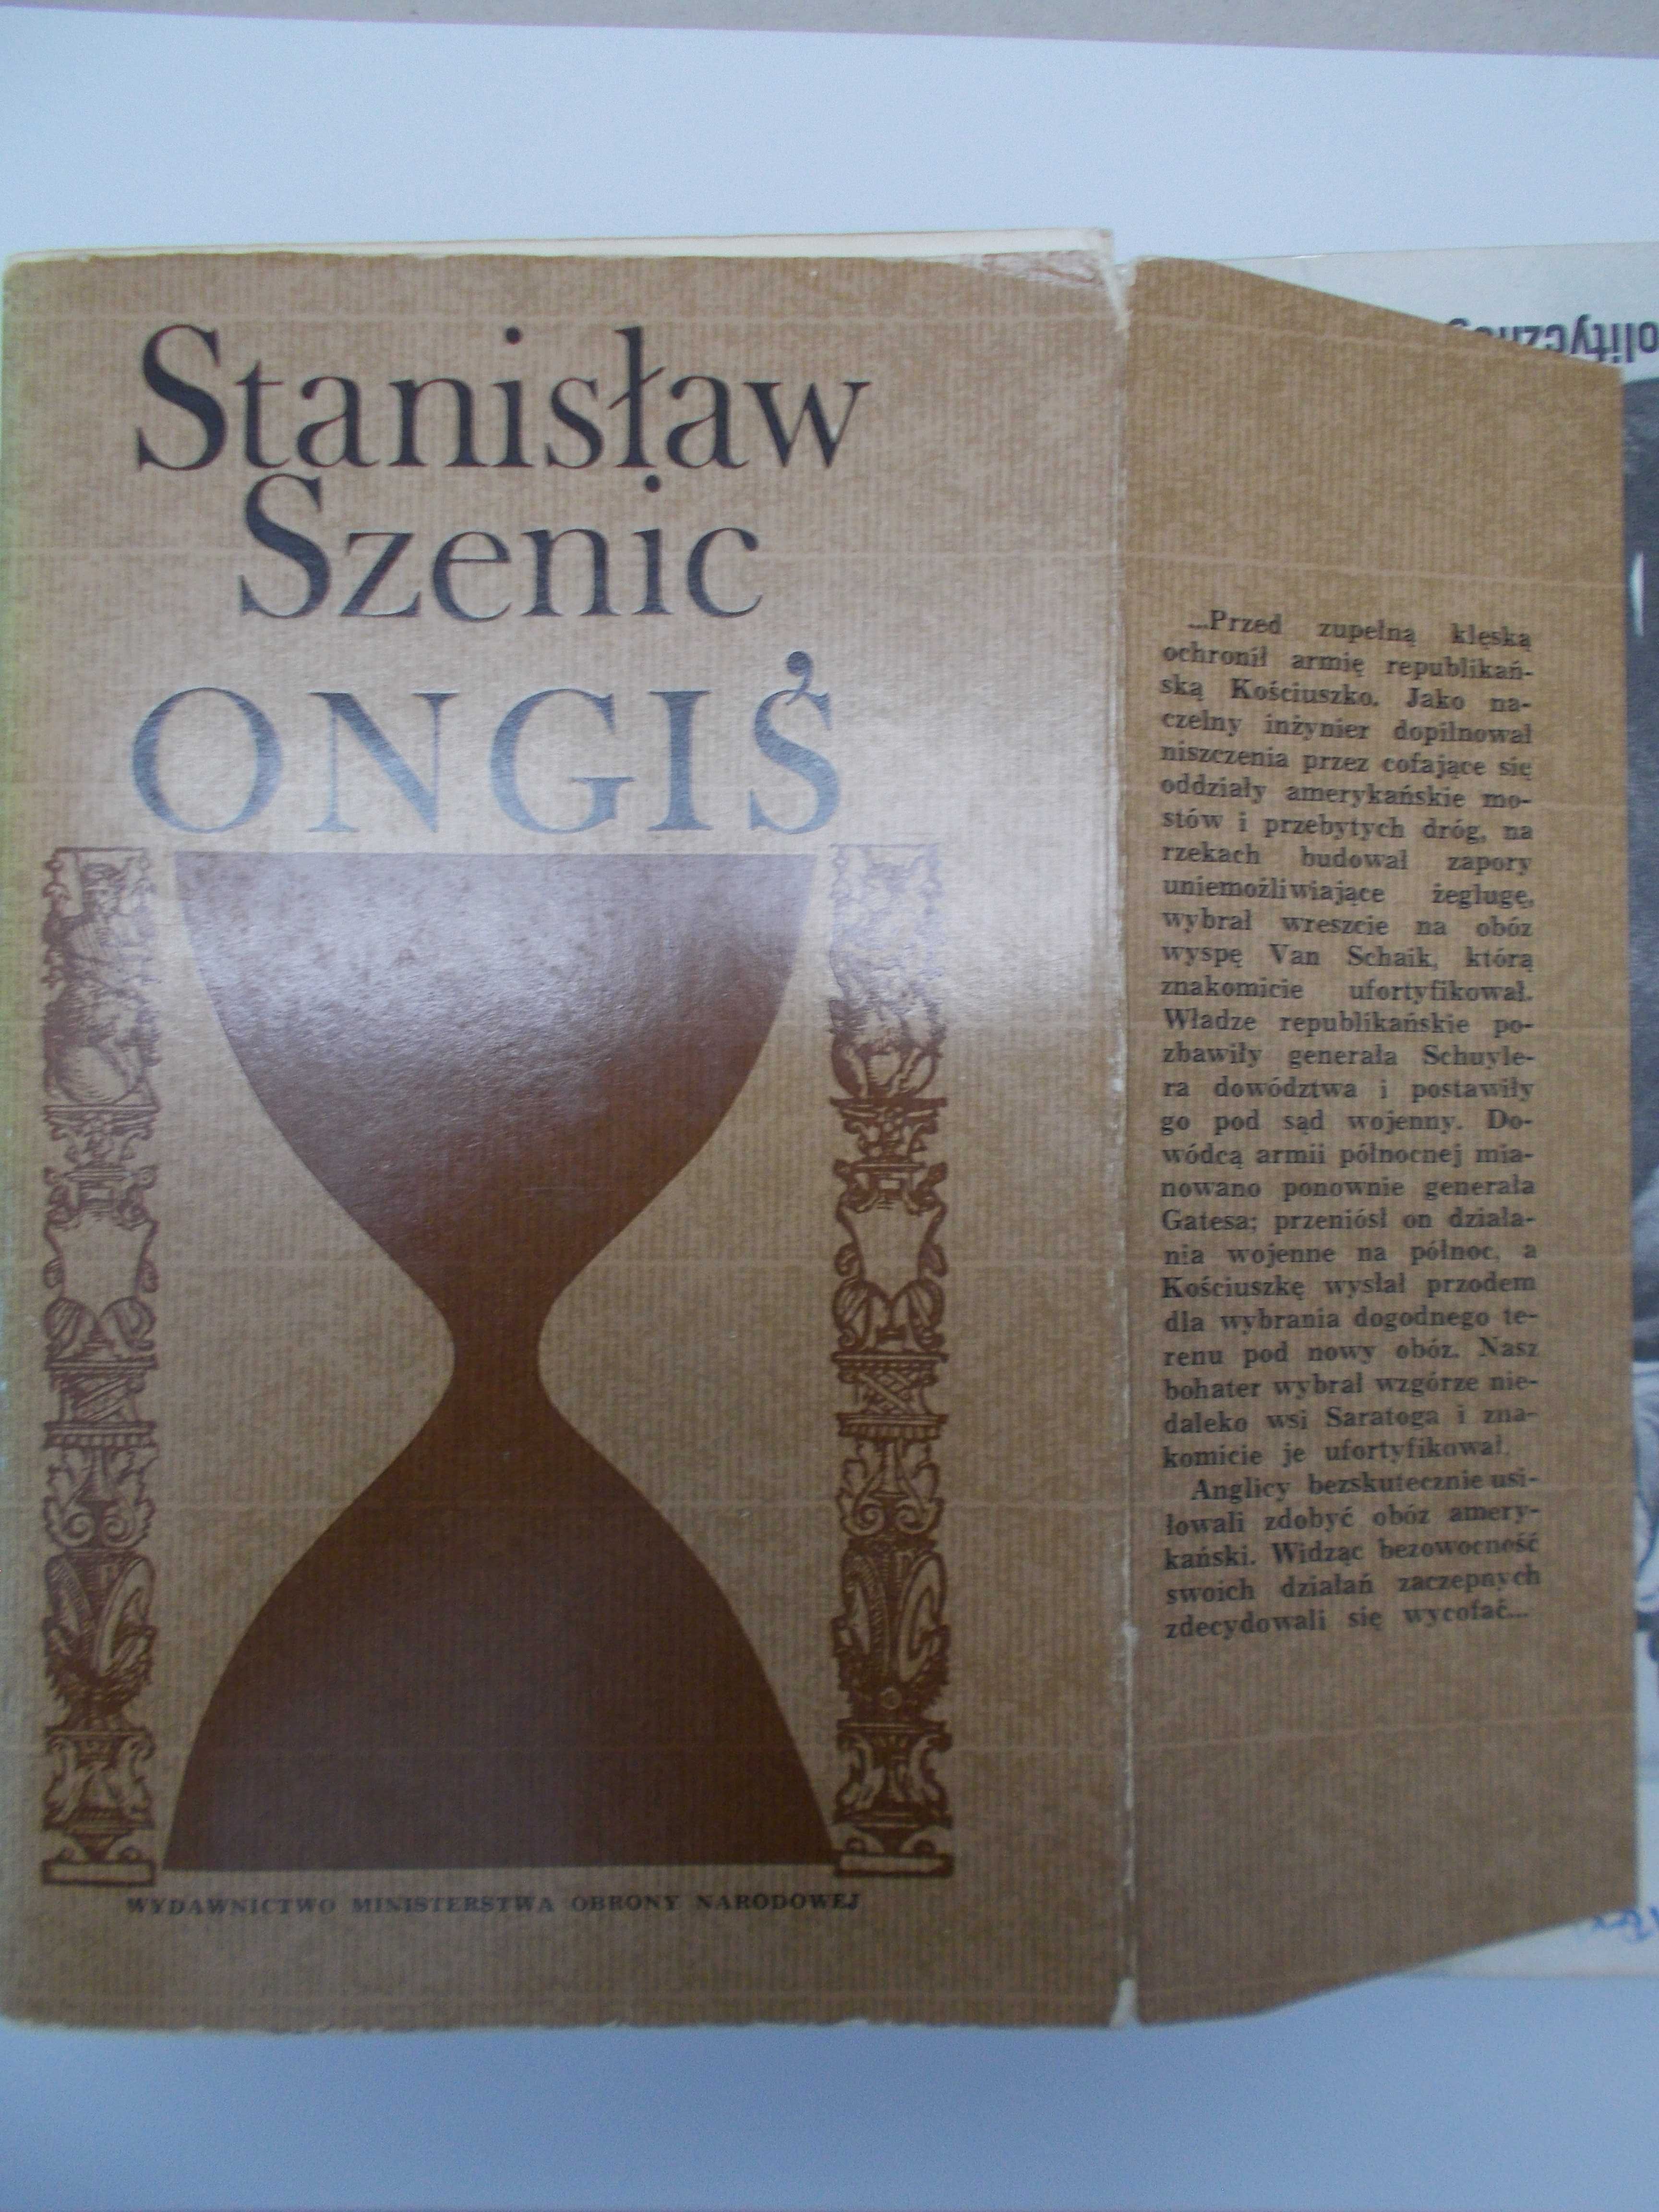 Stanisław
Szenic
ONGIŚ
WYDAWNICTWO MINISTERSTWA OBRONY NARODOWEJ
...Przed zupełną klęską
ochronił armię republikań-
ską Kościuszko. Jako na-
czelny inżynier dopilnował
niszczenia przez cofające się
oddziały amerykańskie mo-
stów i przebytych dróg, na
rzekach budował zapory
uniemożliwiające żeglugę,
wybrał wreszcie na obóz
wyspę Van Schaik, którą
znakomicie ufortyfikował.
Władze republikańskie po-
zbawiły generała Schuyle-
ra dowództwa i postawiły
go pod sąd wojenny. Do-
wódcą armii północnej mia-
nowano ponownie generała
Gatesa; przeniósł on działa-
nia wojenne na północ, a
Kościuszkę wysłał przodem
dla wybrania dogodnego te-
renu pod nowy obóz. Nasz
bohater wybrał wzgórze nie-
daleko wsi Saratoga i zna-
komicie je ufortyfikował.
Anglicy bezskutecznie usi-
łowali zdobyć obóz amery-
kański. Widząc bezowocność
swoich działań zaczepnych
zdecydowali się wycofać...